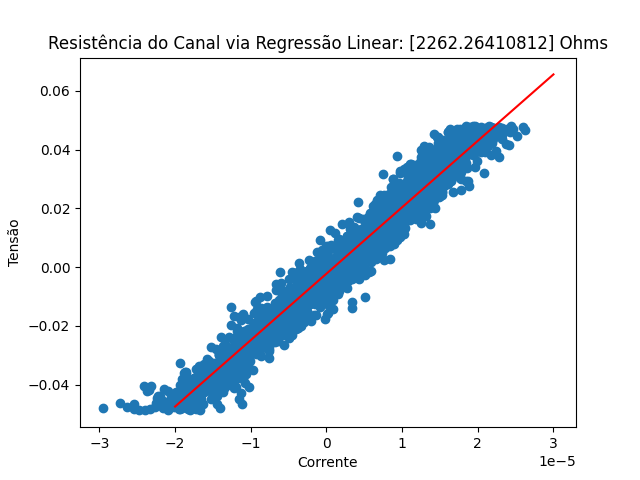 Resistência do Canal via Regressão Linear: [2262.26410812] Ohms
0.06
0.04
0.02
0.00
−0.02
−0.04
Tensão
−3 −2 −1 0 1 2 3
1e−5
Corrente